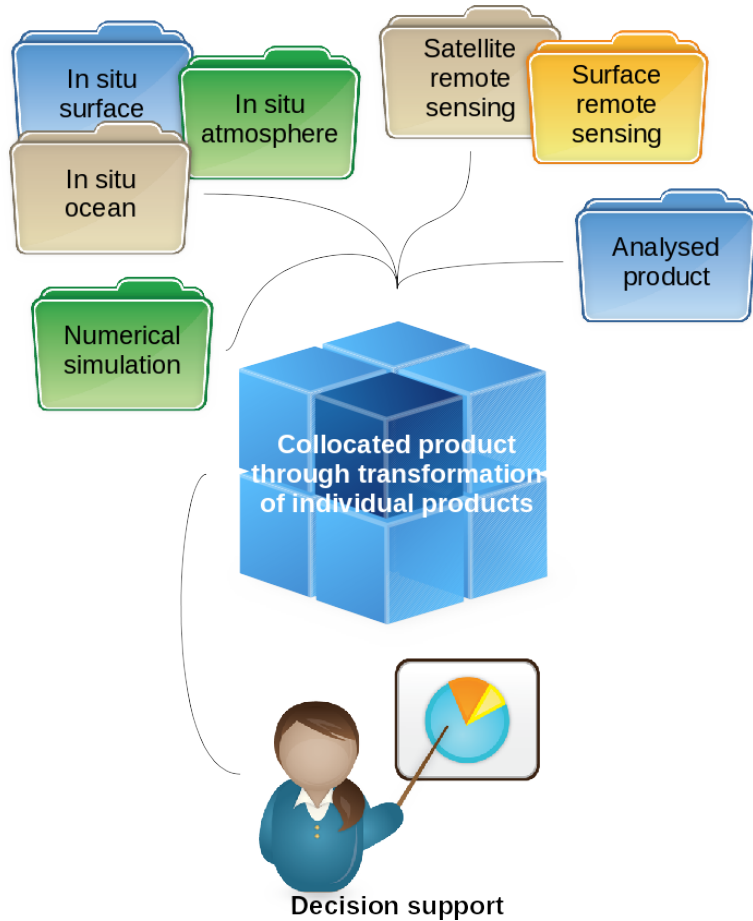 In situ
surface
In situ
atmosphere
In situ
ocean
Satellite
remote
sensing
Surface
remote
sensing
Analysed
product
Numerical
simulation
Collocated product
through transformation
of individual products
Decision support